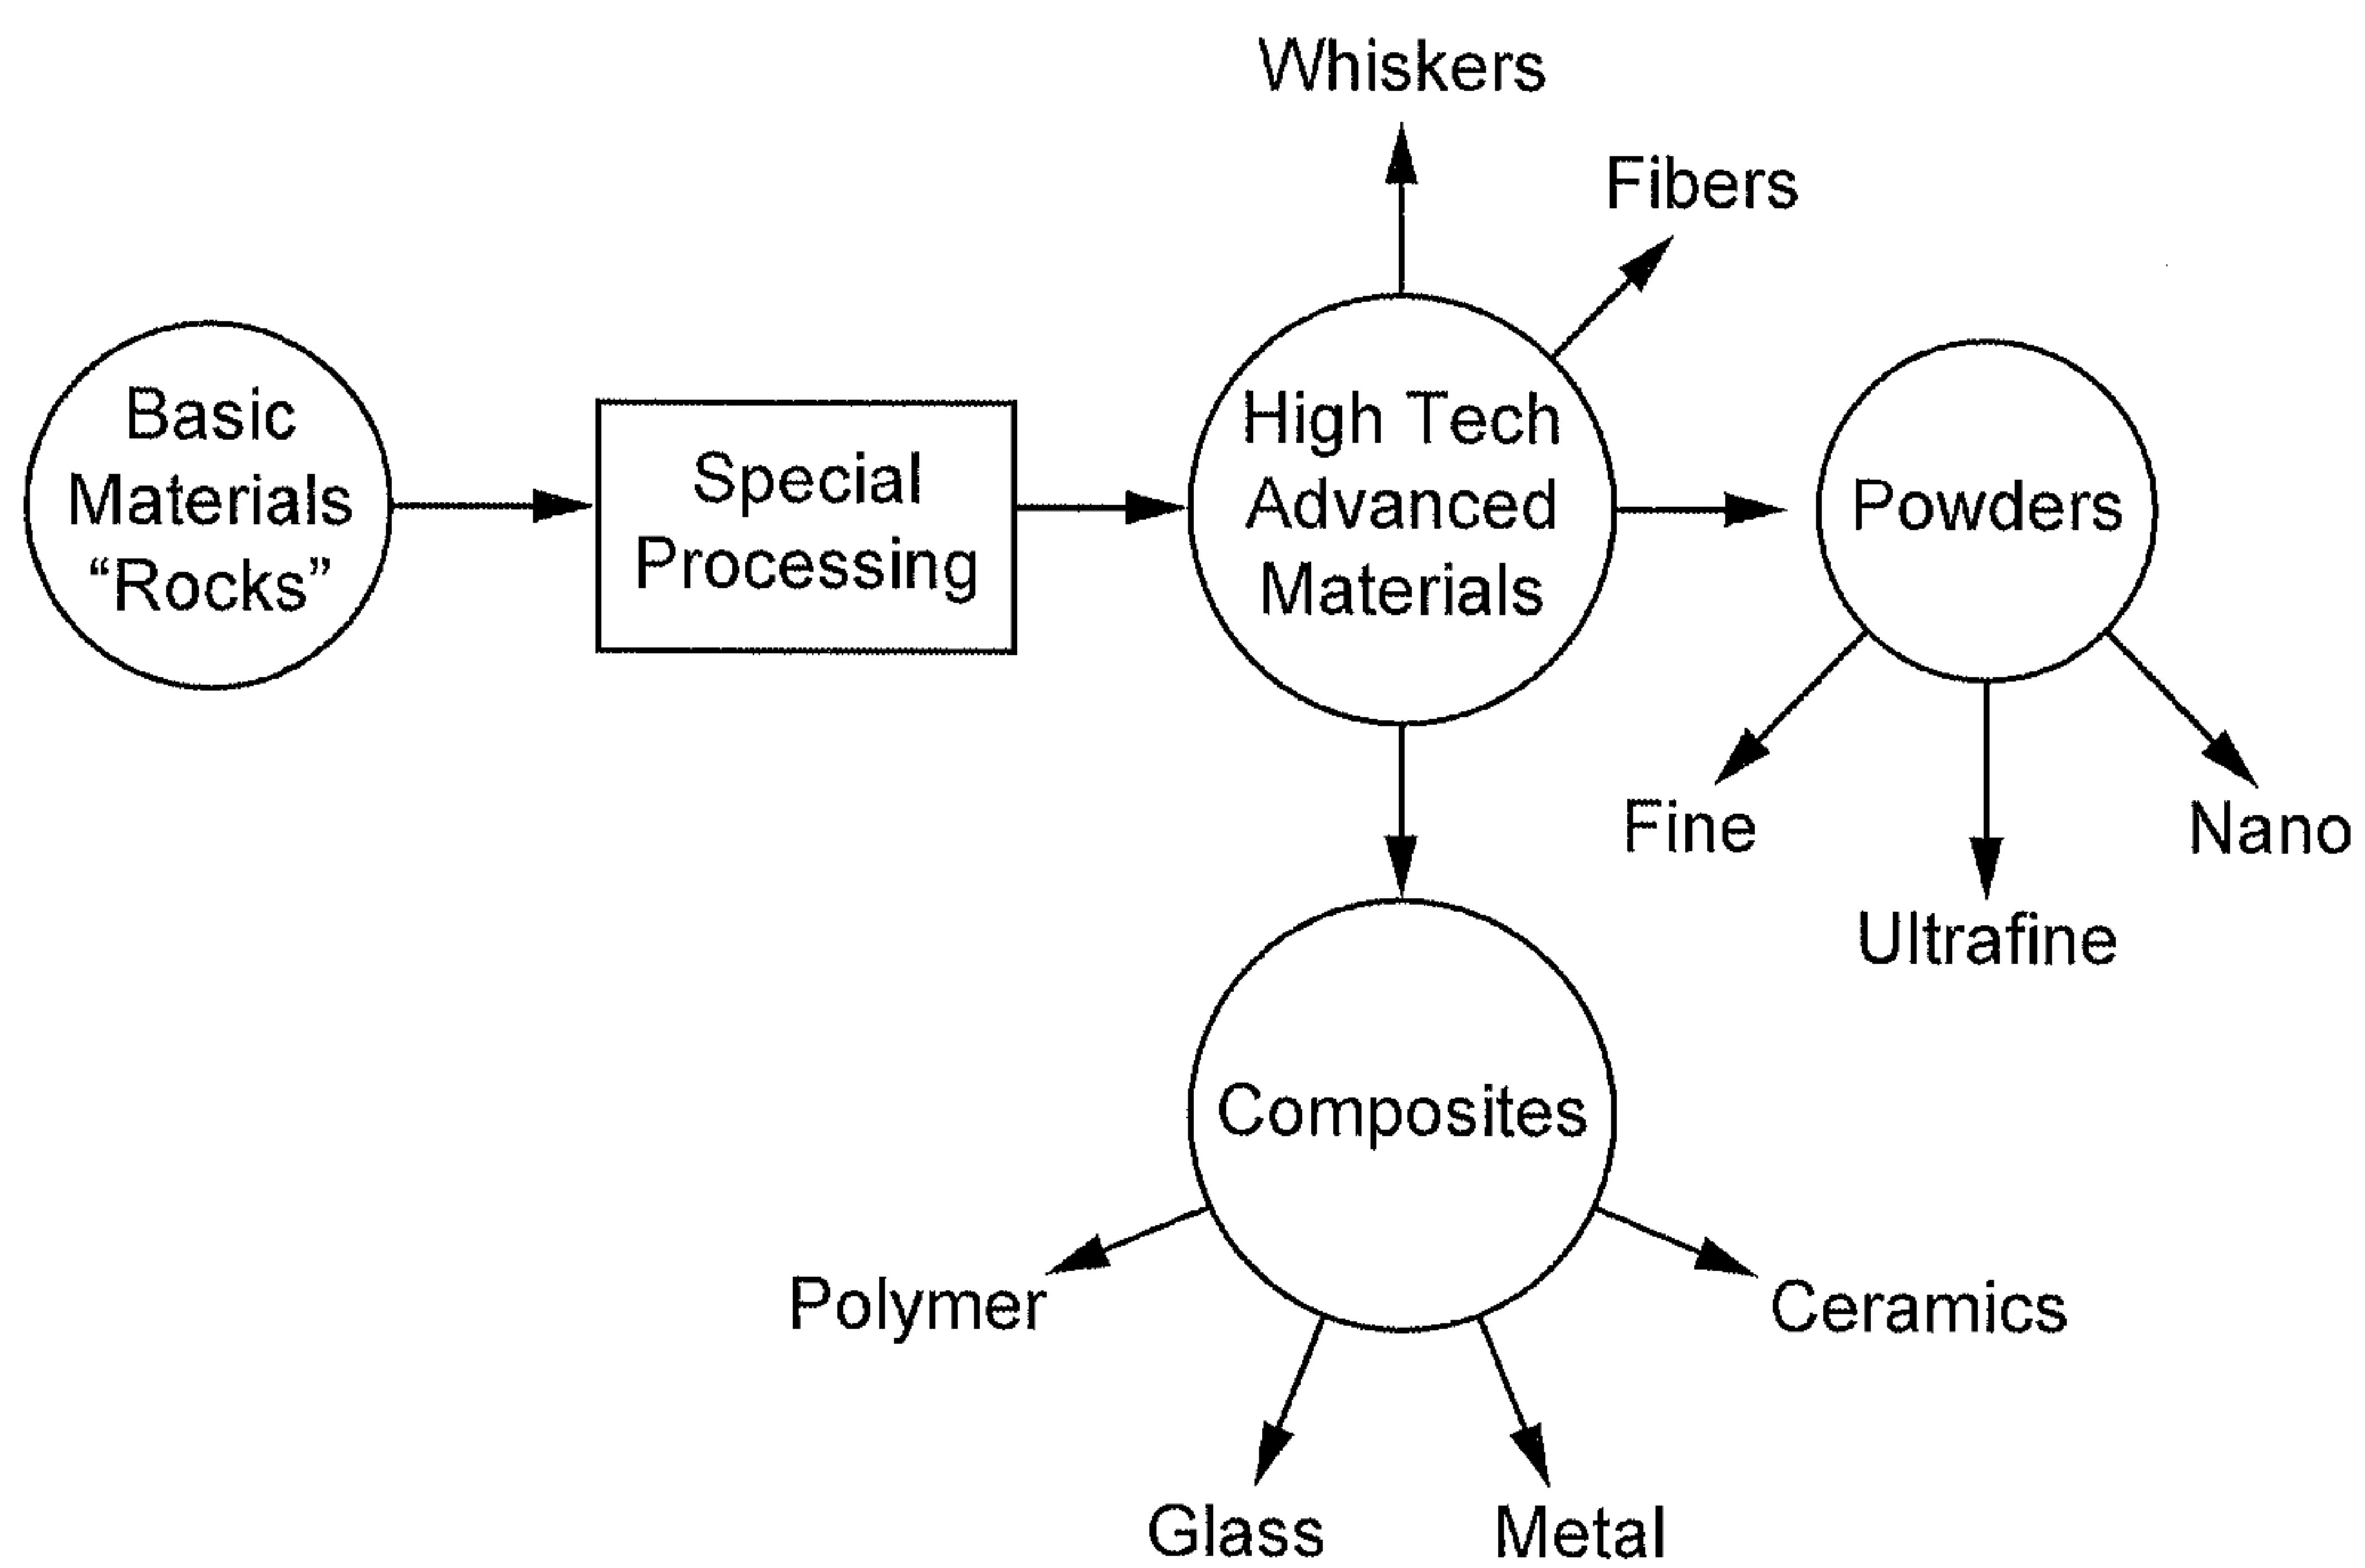 Whiskers
Fibers
Basic
Materials
“Rocks”
Special
Processing
High Tech
Advanced
Materials
Powders
Fine
Nano
Ultrafine
Composites
Polymer
Ceramics
Glass
Metal